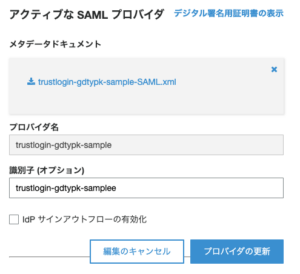 アクティブな SAML プロバイダ デジタル署名用証明書の表示
メタデータドキュメント
trustlogin-gdtypk-sample-SAML.xml
プロバイダ名
trustlogin-gdtypk-sample
識別子 (オプション)
trustlogin-gdtypk-samplee
IdP サインアウトフローの有効化
編集のキャンセル プロバイダの更新